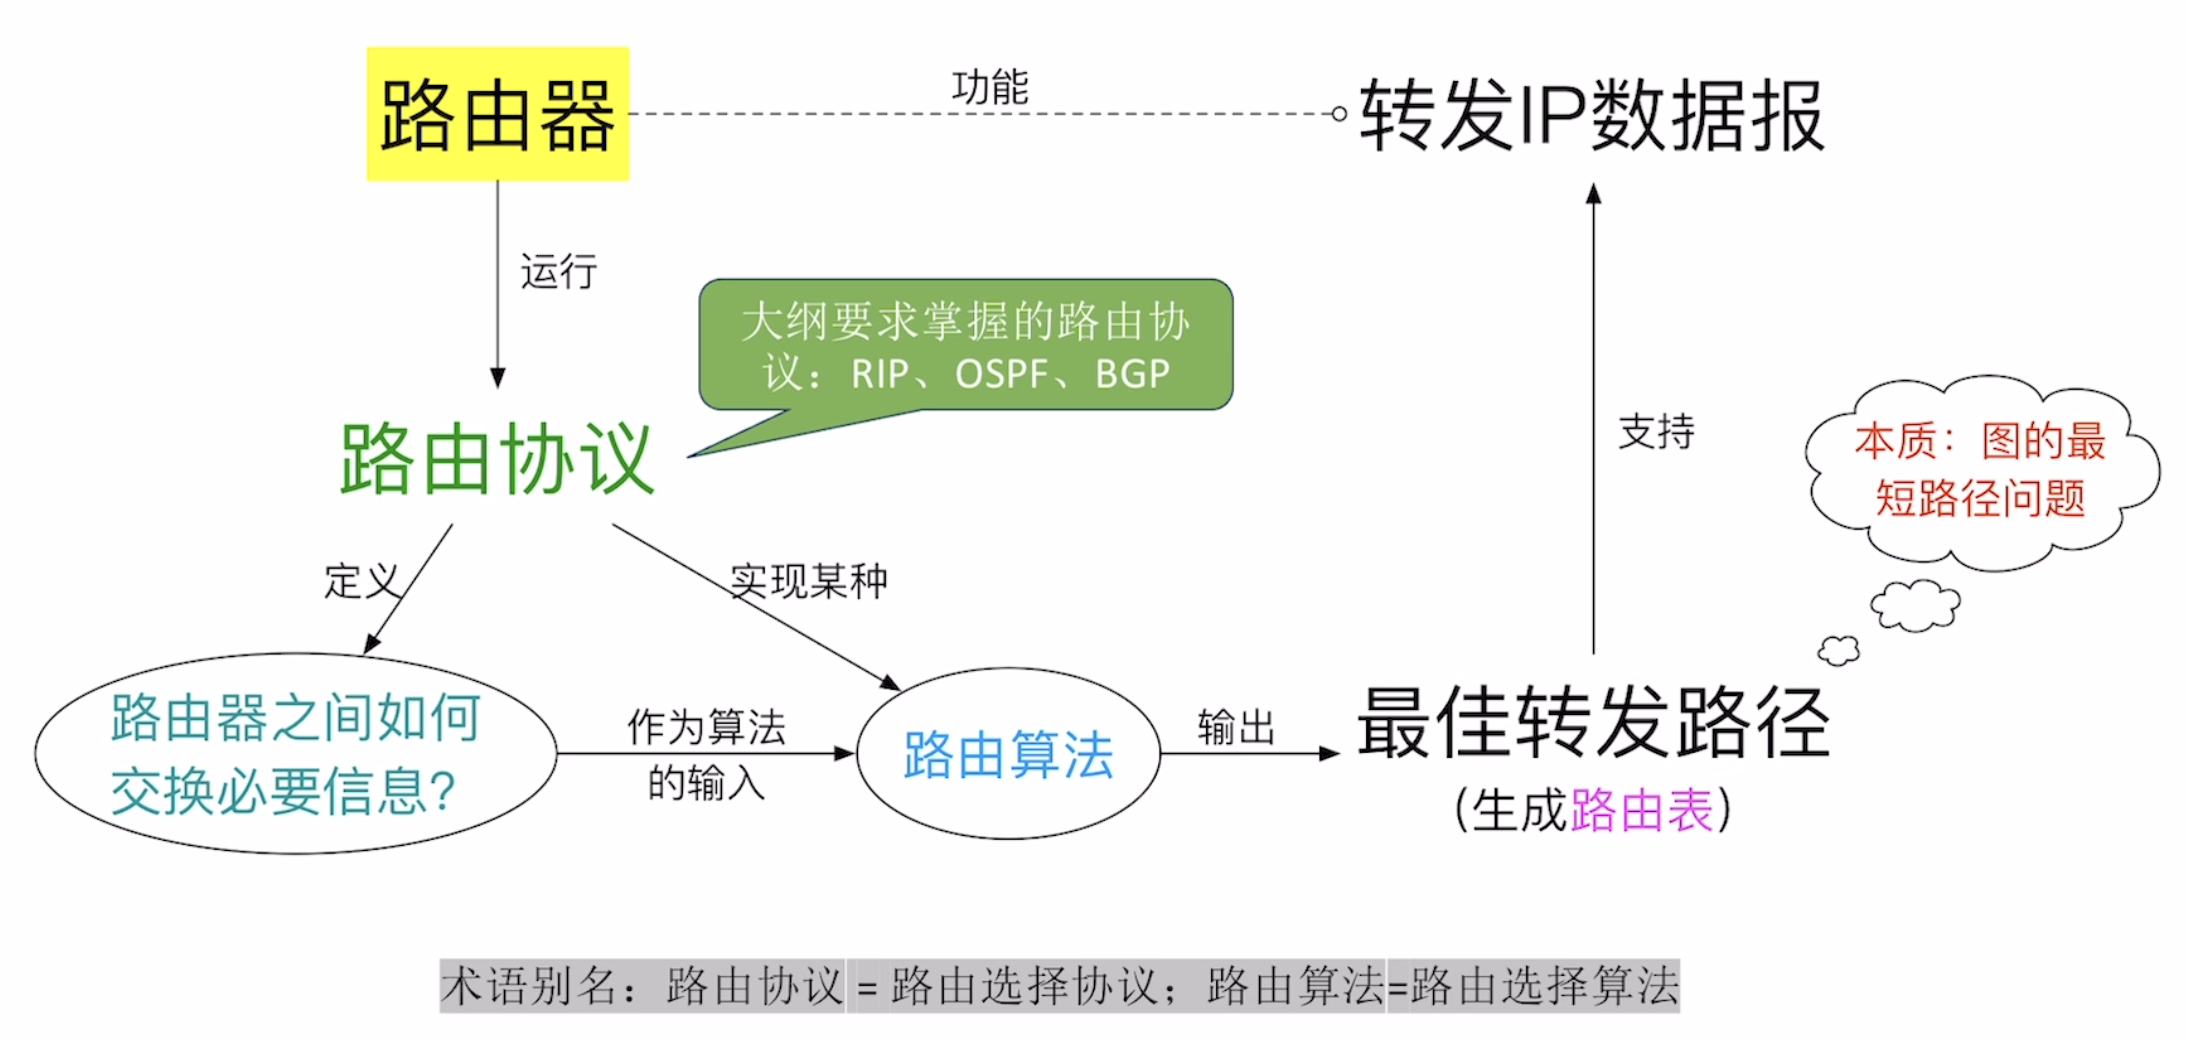 路由器
功能
转发IP数据报
运行
大纲要求掌握的路由协
议：RIP、OSPF、BGP
路由协议
支持
本质：图的最
短路径问题
定义
实现某种
路由器之间如何
交换必要信息?
作为算法
的输入
路由算法
输出
最佳转发路径
(生成路由表)
术语别名：路由协议 = 路由选择协议；路由算法=路由选择算法